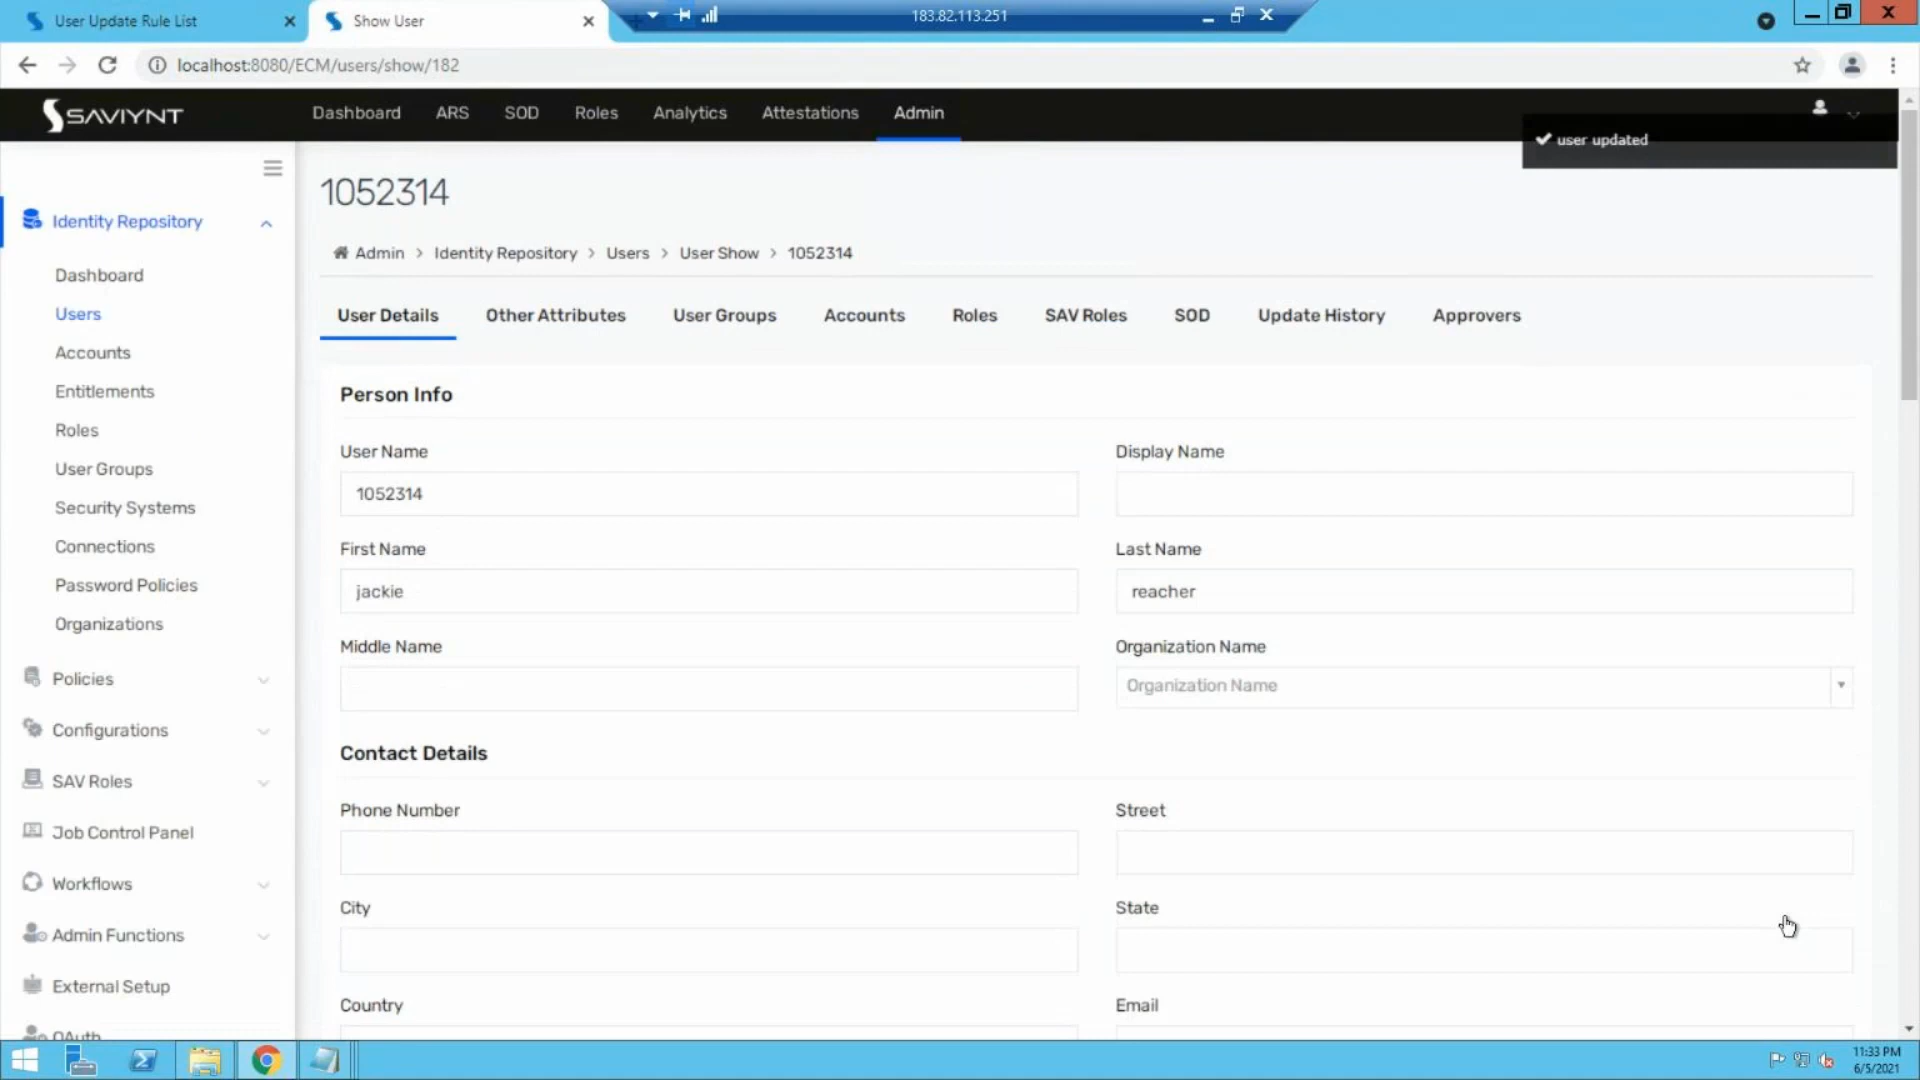 User Update Rule List
Show User
183.82.113.251
localhost:8080/ECM/users/show/182
SAVIYNT
Dashboard ARS SOD Roles Analytics Attestations Admin
user updated
1052314
Admin > Identity Repository > Users > User Show > 1052314
User Details Other Attributes User Groups Accounts Roles SAV Roles SOD Update History Approvers
Identity Repository
Dashboard
Users
Accounts
Entitlements
Roles
User Groups
Security Systems
Connections
Password Policies
Organizations
Policies
Configurations
SAV Roles
Job Control Panel
Workflows
Admin Functions
External Setup
OAuth
Person Info
User Name Display Name
1052314
First Name Last Name
jackie reacher
Middle Name Organization Name
Organization Name
Contact Details
Phone Number Street
City State
Country Email
11:33 PM
6/5/2021